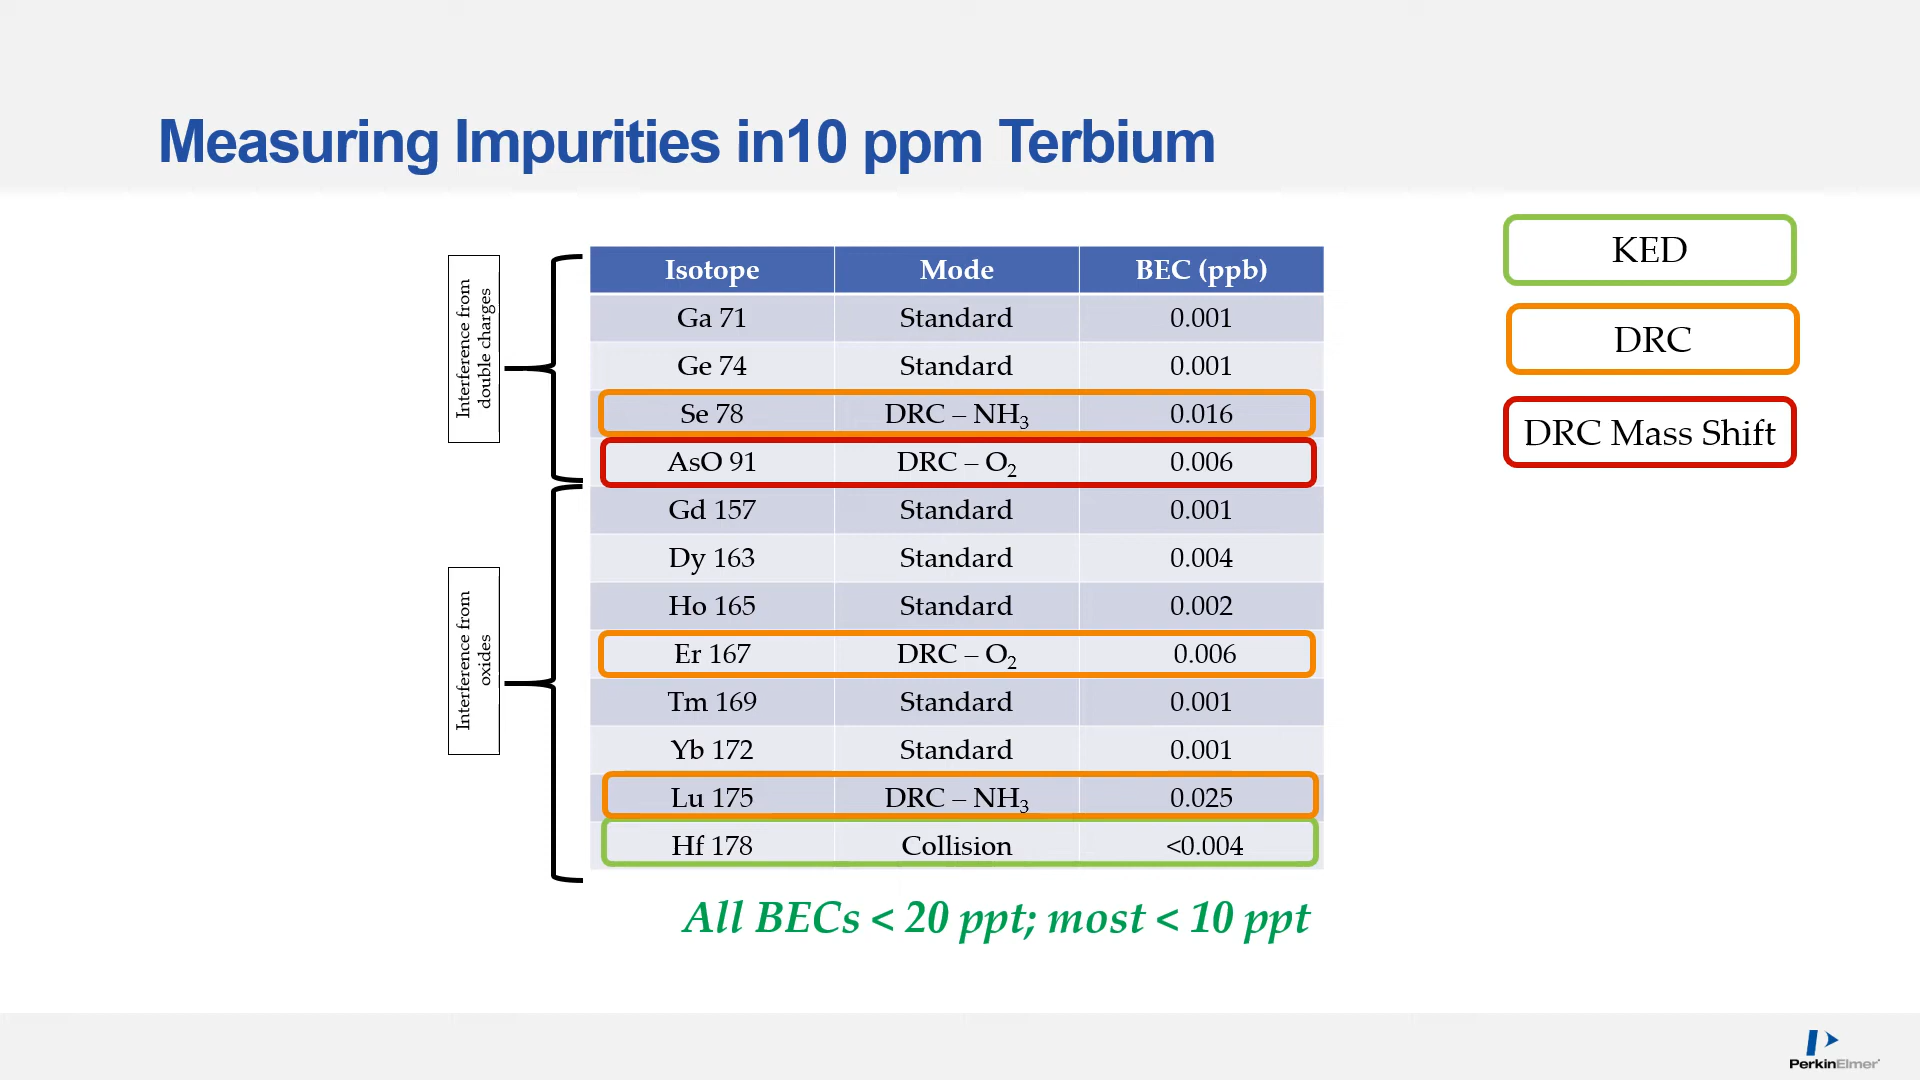 Measuring Impurities in10 ppm Terbium
Interference from
double charges
Interference from
oxides
Isotope Mode BEC (ppb)
Ga 71 Standard 0.001
Ge 74 Standard 0.001
Se 78 DRC – NH₃ 0.016
AsO 91 DRC – O₂ 0.006
Gd 157 Standard 0.001
Dy 163 Standard 0.004
Ho 165 Standard 0.002
Er 167 DRC – O₂ 0.006
Tm 169 Standard 0.001
Yb 172 Standard 0.001
Lu 175 DRC – NH₃ 0.025
Hf 178 Collision <0.004
All BECs < 20 ppt; most < 10 ppt
KED
DRC
DRC Mass Shift
PerkinElmer